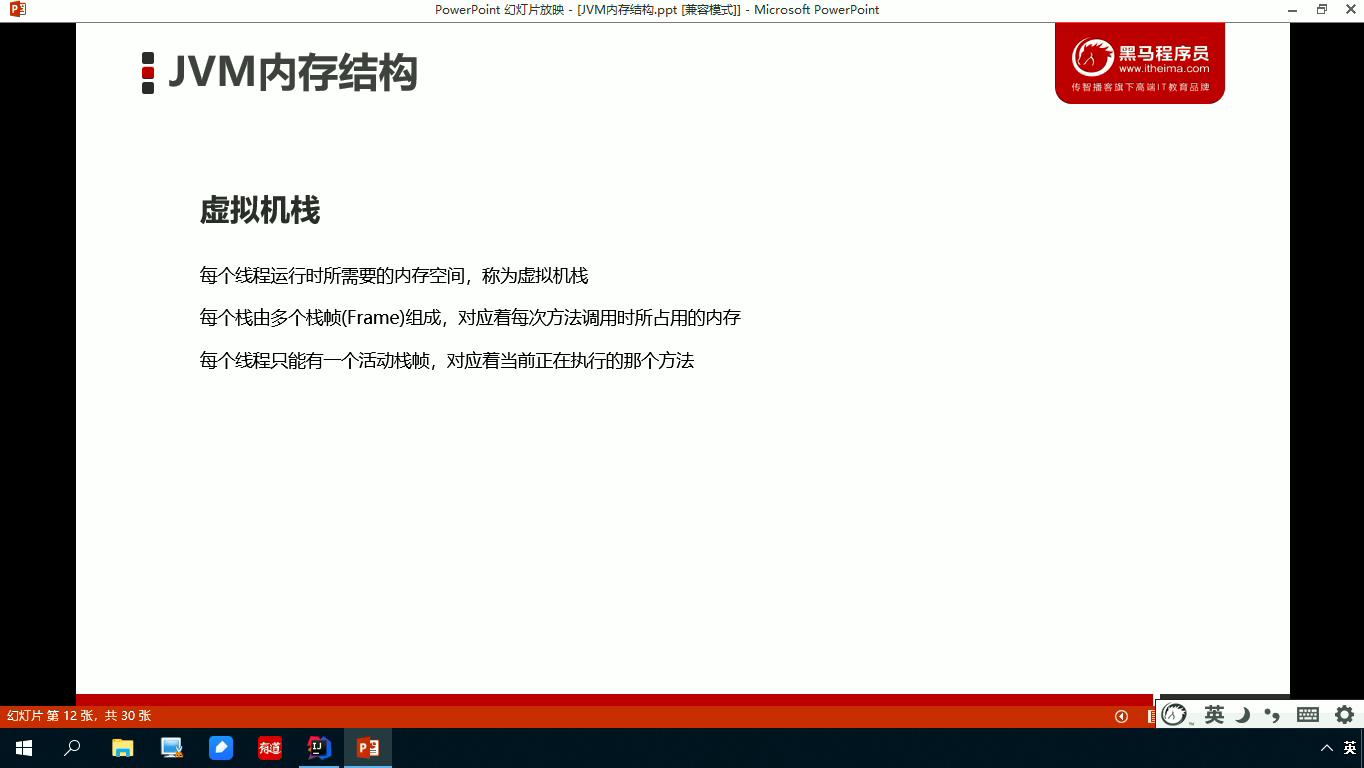 PowerPoint 幻灯片放映 - [JVM内存结构.ppt [兼容模式]] - Microsoft PowerPoint
JVM内存结构
黑马程序员
www.itheima.com
传智播客旗下高端IT教育品牌
虚拟机栈
每个线程运行时所需要的内存空间，称为虚拟机栈
每个栈由多个栈帧(Frame)组成，对应着每次方法调用时所占用的内存
每个线程只能有一个活动栈帧，对应着当前正在执行的那个方法
幻灯片 第 12 张，共 30 张
英
有道
IJ
英